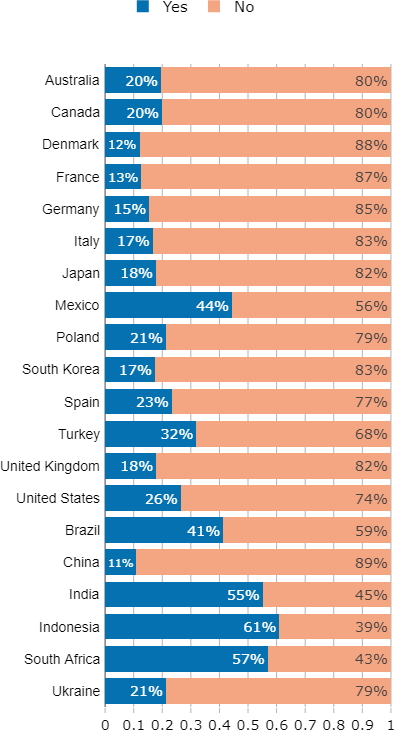 Yes No
Australia 20% 80%
Canada 20% 80%
Denmark 12% 88%
France 13% 87%
Germany 15% 85%
Italy 17% 83%
Japan 18% 82%
Mexico 44% 56%
Poland 21% 79%
South Korea 17% 83%
Spain 23% 77%
Turkey 32% 68%
United Kingdom 18% 82%
United States 26% 74%
Brazil 41% 59%
China 11% 89%
India 55% 45%
Indonesia 61% 39%
South Africa 57% 43%
Ukraine 21% 79%
0 0.1 0.2 0.3 0.4 0.5 0.6 0.7 0.8 0.9 1